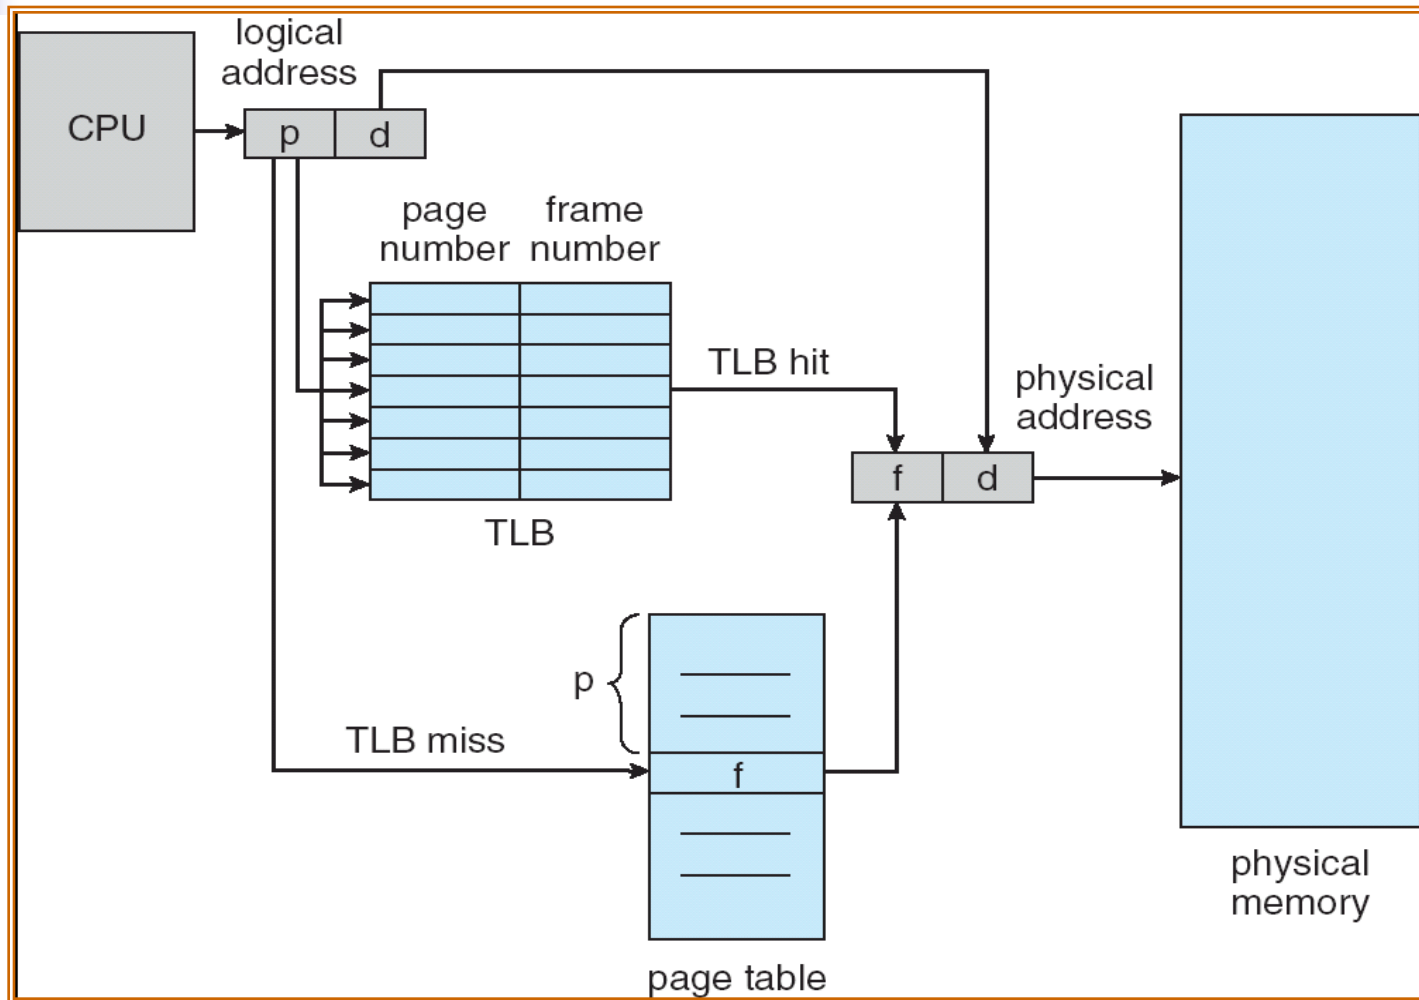 logical
address
CPU
p
d
page
number
frame
number
TLB hit
physical
address
f
d
TLB
p
TLB miss
f
physical
memory
page table